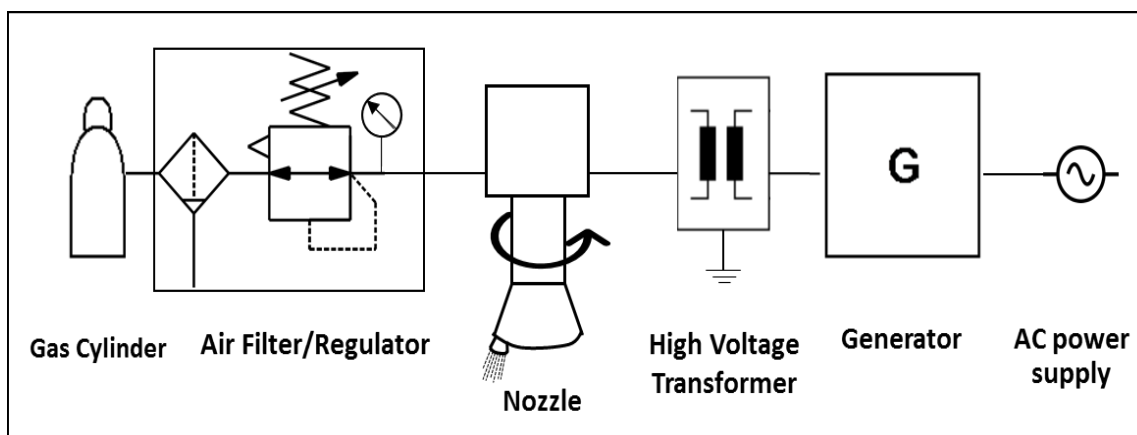 G
Gas Cylinder
Air Filter/Regulator
Nozzle
High Voltage
Transformer
Generator
AC power
supply